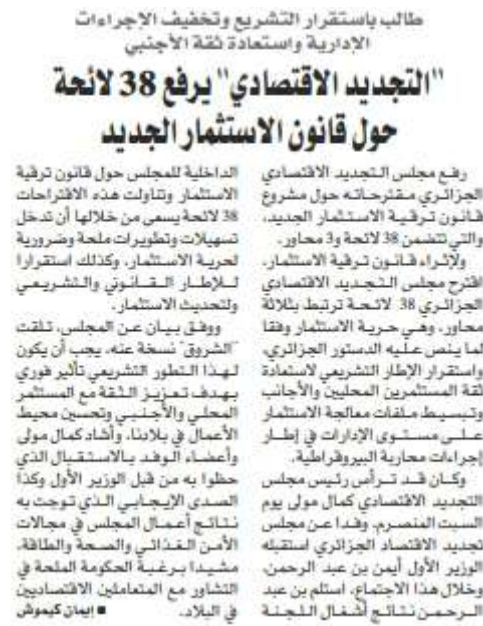 طالب باستقرار التشريع وتخفيف الاجراءات
الإدارية واستعادة ثقة الأجنبي
"التجديد الاقتصادي" يرفع 38 لائحة
حول قانون الاستثمار الجديد
رفع مجلس التجديد الاقتصادي
الجزائري مقترحاته حول مشروع
قانون ترقية الاستثمار الجديد،
والتي تتضمن 38 لائحة و3 محاور.
ولإثراء قانون ترقية الاستثمار،
اقترح مجلس التجديد الاقتصادي
الجزائري 38 لائحة ترتبط بثلاثة
محاور، وهي حرية الاستثمار وفقا
لما ينص عليه الدستور الجزائري،
واستقرار الإطار التشريعي لاستعادة
ثقة المستثمرين المحليين والأجانب
وتبسيط ملفات معالجة الاستثمار
على مستوى الإدارات في إطار
إجراءات محاربة البيروقراطية.
وكان قد ترأس رئيس مجلس
التجديد الاقتصادي كمال مولى يوم
السبت المنصرم، وفدا عن مجلس
تجديد الاقتصاد الجزائري استقبله
الوزير الأول أيمن بن عبد الرحمن،
وخلال هذا الاجتماع، استلم بن عبد
الرحمن نتائج أشغال اللجنة
الداخلية للمجلس حول قانون ترقية
الاستثمار وتناولت هذه الاقتراحات
38 لائحة يسعى من خلالها أن تدخل
تسهيلات وتطويرات ملحة وضرورية
لحرية الاستثمار، وكذلك استقرارا
للإطار القانوني والتشريعي
ولتحديث الاستثمار.
ووفق بيان عن المجلس، تلقت
"الشروق" نسخة عنه، يجب أن يكون
لهذا التطور التشريعي تأثير فوري
بهدف تعزيز الثقة مع المستثمر
المحلي والأجنبي وتحسين محيط
الأعمال في بلادنا، وأشاد كمال مولى
وأعضاء الوفد بالاستقبال الذي
حظوا به من قبل الوزير الأول وكذا
الصدى الإيجابي الذي توجت به
نتائج أعمال المجلس في مجالات
الأمن الغذائي والصحة والطاقة،
مشيدا برغبة الحكومة الملحة في
التشاور مع المتعاملين الاقتصاديين
في البلاد.
■ إيمان كيموش